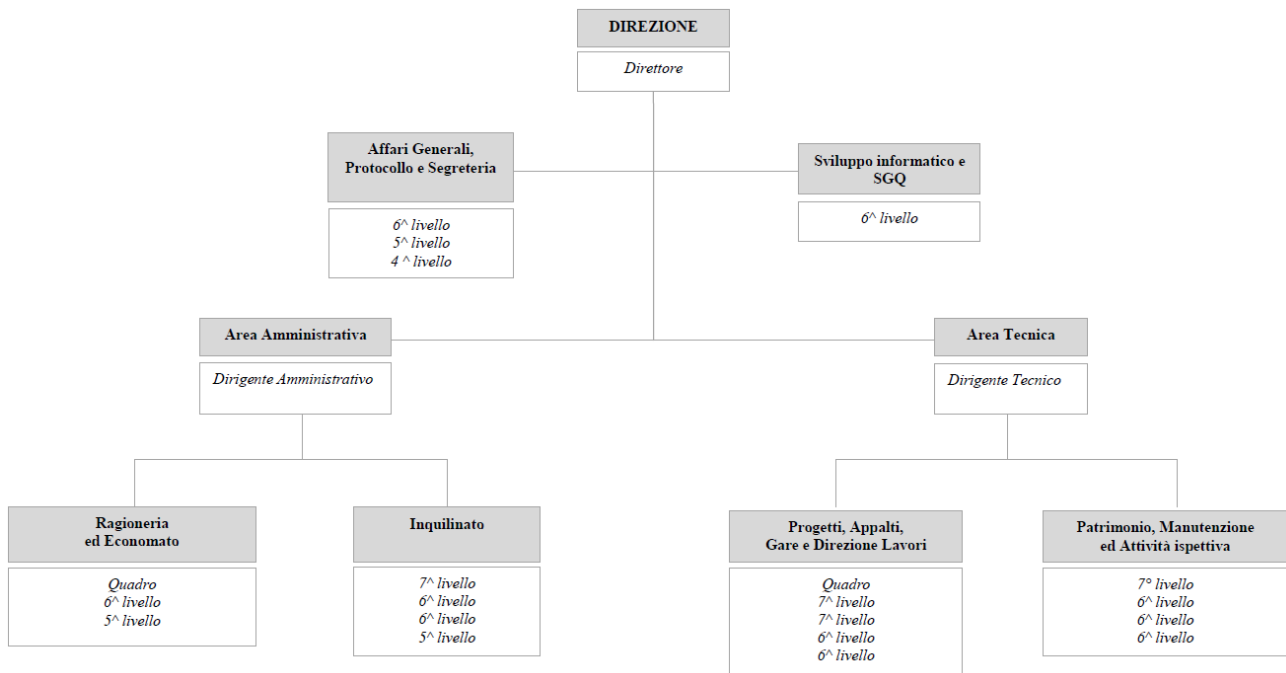 DIREZIONE
Direttore
Affari Generali,
Protocollo e Segreteria
6^ livello
5^ livello
4 ^ livello
Sviluppo informatico e
SGQ
6^ livello
Area Amministrativa
Dirigente Amministrativo
Area Tecnica
Dirigente Tecnico
Ragioneria
ed Economato
Quadro
6^ livello
5^ livello
Inquilinato
7^ livello
6^ livello
6^ livello
5^ livello
Progetti, Appalti,
Gare e Direzione Lavori
Quadro
7^ livello
7^ livello
6^ livello
6^ livello
Patrimonio, Manutenzione
ed Attività ispettiva
7° livello
6^ livello
6^ livello
6^ livello